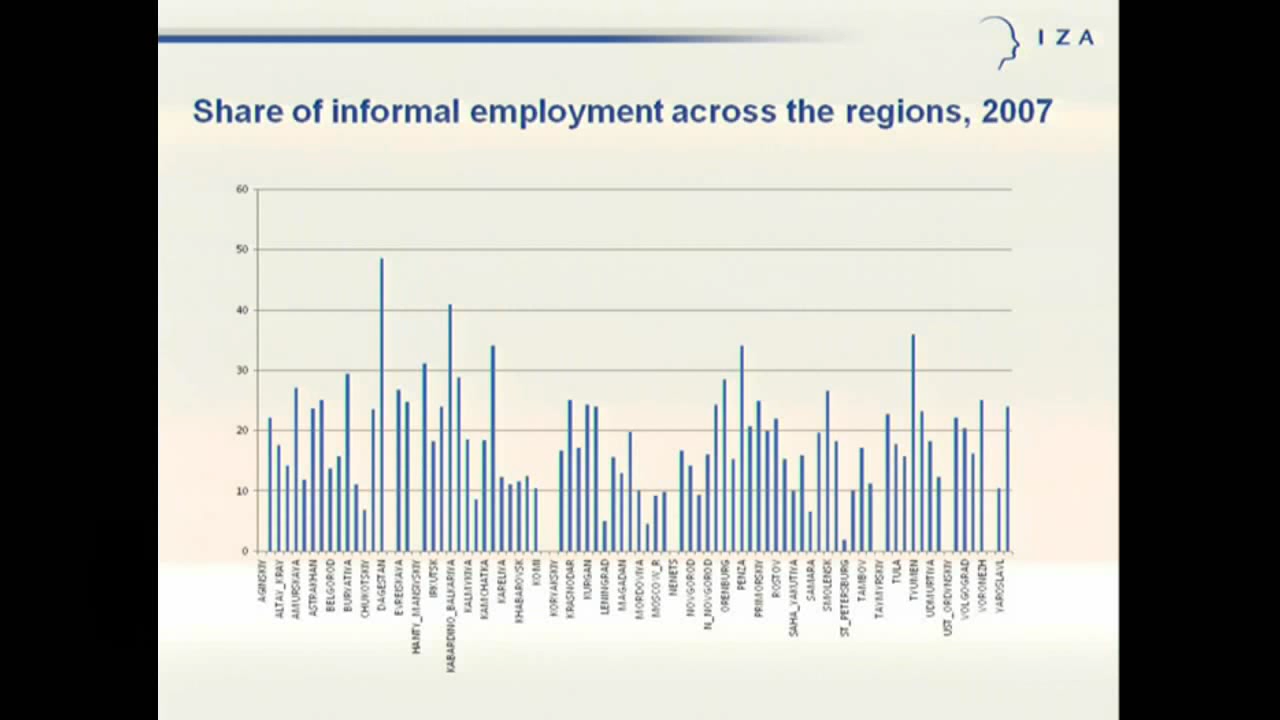 IZA
Share of informal employment across the regions, 2007
60
50
40
30
20
10
0
AGINSKIY
ALTAY_KRAY
AMURSKAYA
ASTRAKHAN
BELGOROD
BURYATIYA
CHUKOTSKIY
DAGESTAN
EVREISKAYA
HANTY_MANSIYSKIY
IRKUTSK
KABARDINO_BALKARIYA
KALMYKIYA
KAMCHATKA
KARELIYA
KHABAROVSK
KOMI
KORYAKSKIY
KRASNODAR
KURGAN
LENINGRAD
MAGADAN
MORDOVIYA
MOSCOW_R
NENETS
NOVGOROD
N_NOVGOROD
ORENBURG
PENZA
PRIMORSKIY
ROSTOV
SAHA_YAKUTIYA
SAMARA
SMOLENSK
ST_PETERSBURG
TAMBOV
TAYMYRSKIY
TULA
TYUMEN
UDMURTIYA
UST_ORDYNSKIY
VOLGOGRAD
VORONEZH
YAROSLAVL